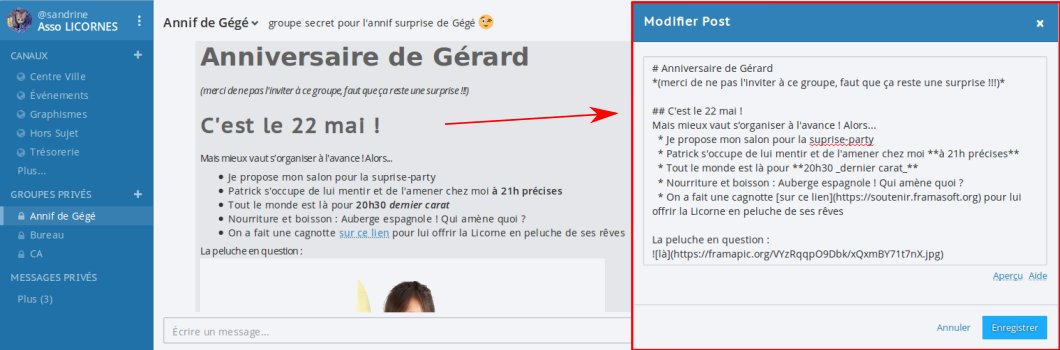 @sandrine
Asso LICORNES
CANAUX
Centre Ville
Événements
Graphismes
Hors Sujet
Trésorerie
Plus...
GROUPES PRIVÉS
Annif de Gégé
Bureau
CA
MESSAGES PRIVÉS
Plus (3)
Annif de Gégé groupe secret pour l'annif surprise de Gégé
Anniversaire de Gérard
(merci de ne pas l'inviter à ce groupe, faut que ça reste une surprise !!!)
C'est le 22 mai !
Mais mieux vaut s'organiser à l'avance ! Alors...
Je propose mon salon pour la suprise-party
Patrick s'occupe de lui mentir et de l'amener chez moi à 21h précises
Tout le monde est là pour 20h30 dernier carat
Nourriture et boisson : Auberge espagnole ! Qui amène quoi ?
On a fait une cagnotte sur ce lien pour lui offrir la Licorne en peluche de ses rêves
La peluche en question :
Écrire un message...
Modifier Post
×
# Anniversaire de Gérard
*(merci de ne pas l'inviter à ce groupe, faut que ça reste une surprise !!!)*
## C'est le 22 mai !
Mais mieux vaut s'organiser à l'avance ! Alors...
* Je propose mon salon pour la suprise-party
* Patrick s'occupe de lui mentir et de l'amener chez moi **à 21h précises**
* Tout le monde est là pour **20h30 _dernier carat_**
* Nourriture et boisson : Auberge espagnole ! Qui amène quoi ?
* On a fait une cagnotte [sur ce lien](https://soutenir.framasoft.org) pour lui
offrir la Licorne en peluche de ses rêves
La peluche en question :
![là](https://framapic.org/VYzRqqpO9Dbk/xQxmBY71t7nX.jpg)
Aperçu Aide
Annuler Enregistrer